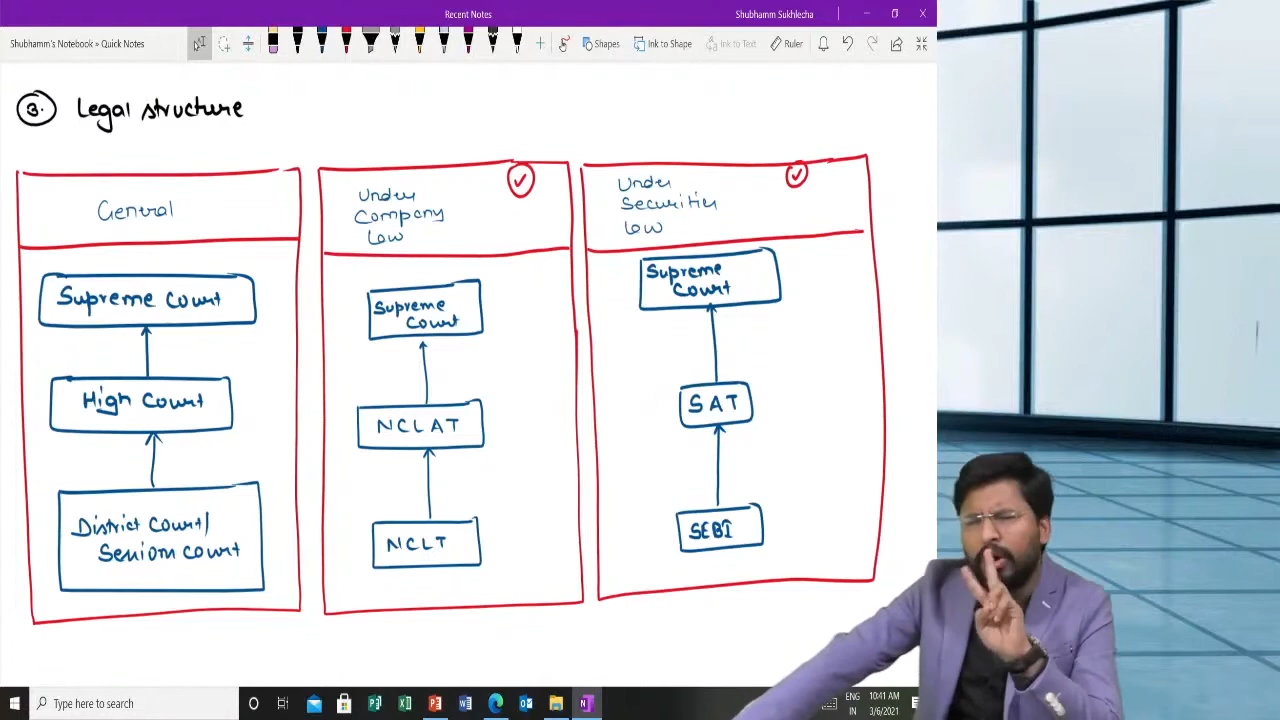 Recent Notes
Shubhamm Sukhlecha
Shubhamm's Notebook » Quick Notes
Shapes
Ink to Shape
Ink to Text
Ruler
3. Legal structure
General
Supreme Court
High Court
District Court/
Seniom Court
Under
Company
Law
Supreme
Court
NCLAT
NCLT
Under
Securities
Law
Supreme
Court
SAT
SEBI
Type here to search
ENG
IN
10:41 AM
3/6/2021